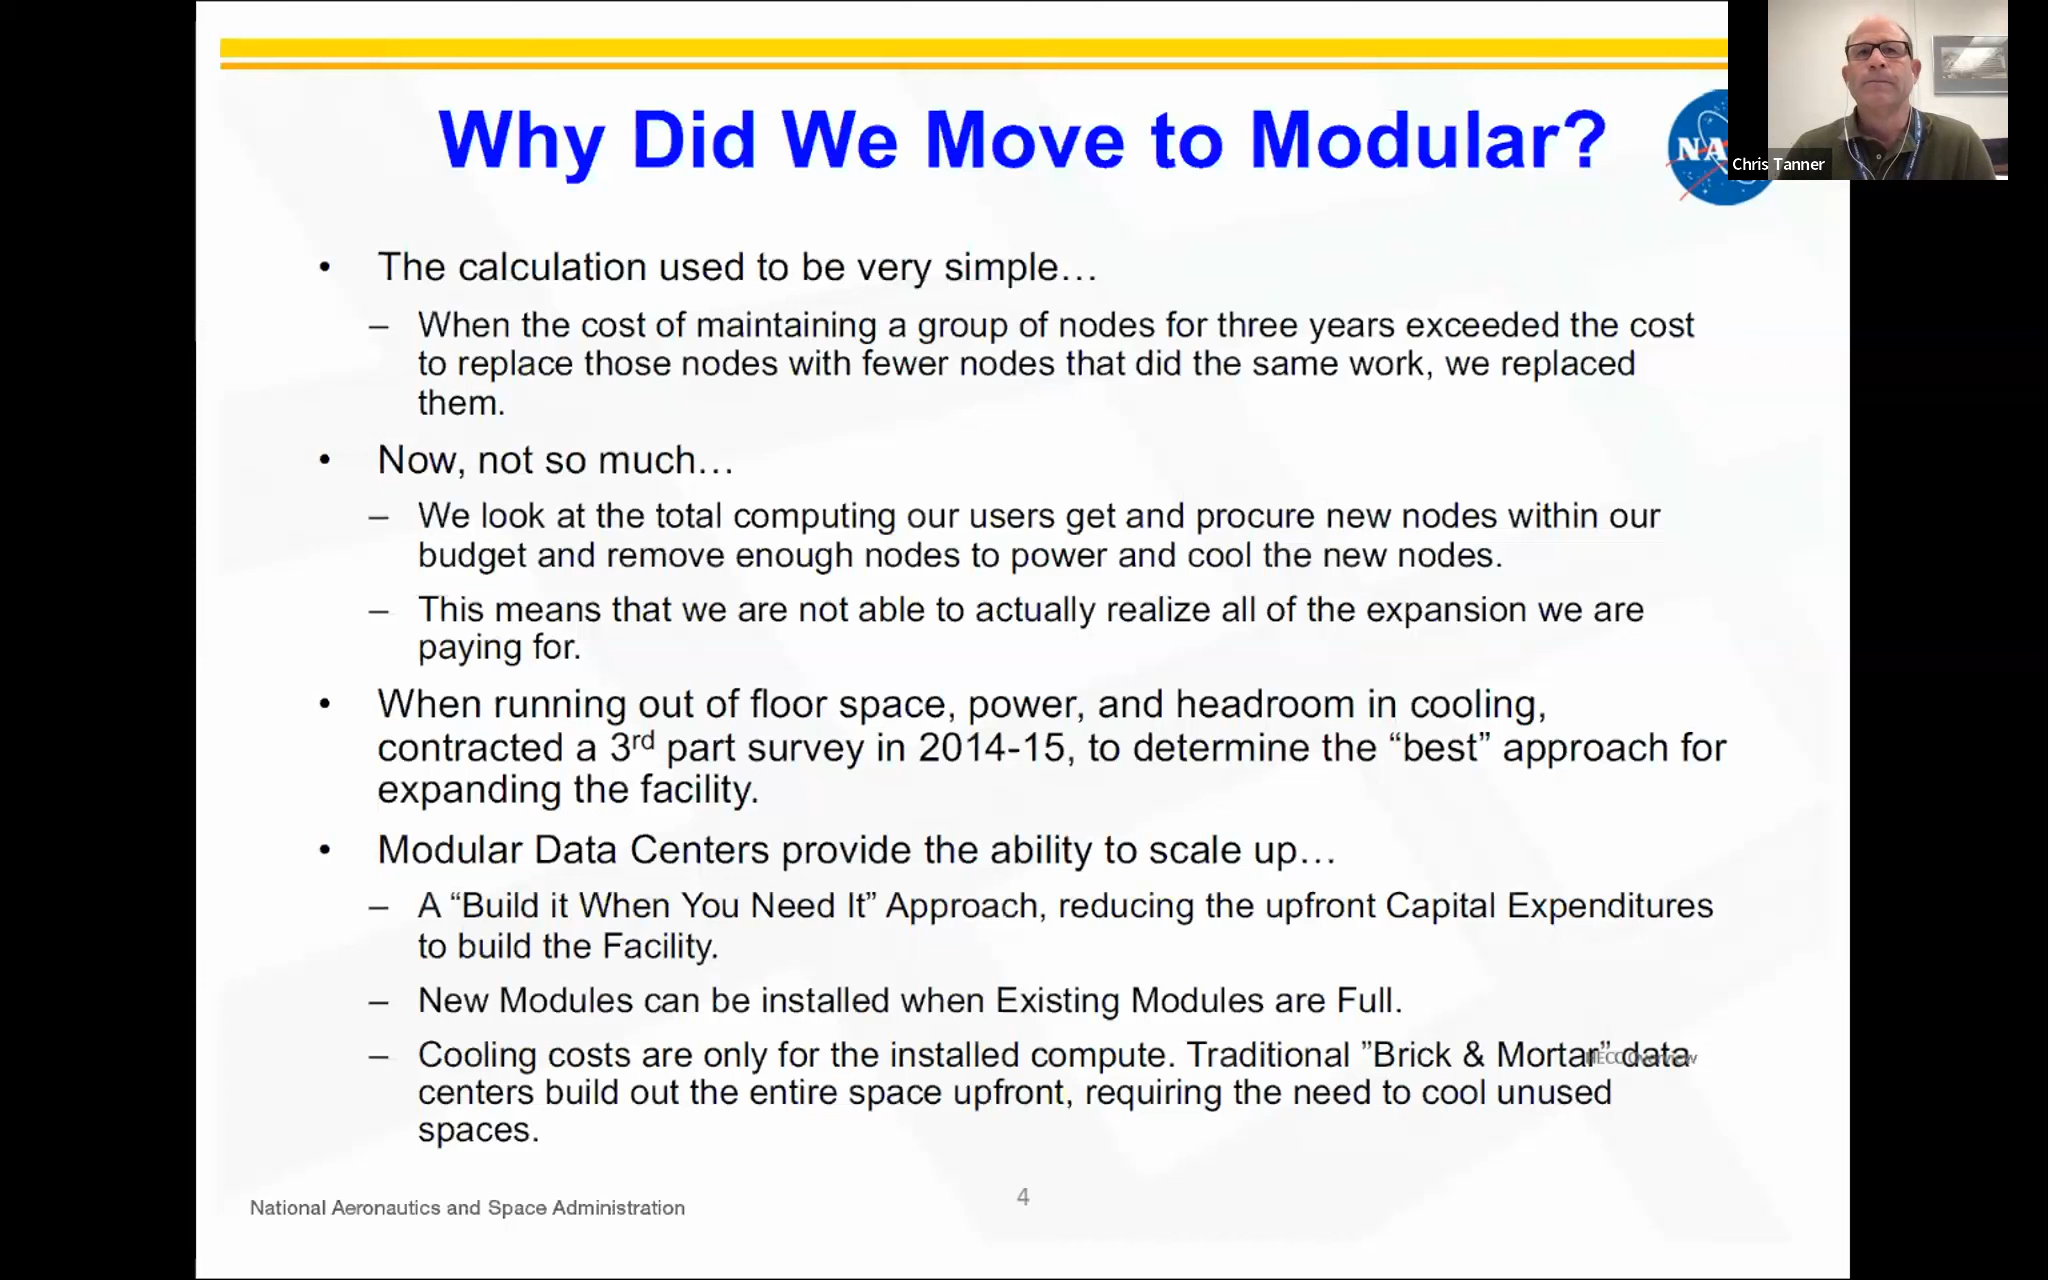 Why Did We Move to Modular?
NA
Chris Tanner
• The calculation used to be very simple…
– When the cost of maintaining a group of nodes for three years exceeded the cost
to replace those nodes with fewer nodes that did the same work, we replaced
them.
• Now, not so much…
– We look at the total computing our users get and procure new nodes within our
budget and remove enough nodes to power and cool the new nodes.
– This means that we are not able to actually realize all of the expansion we are
paying for.
• When running out of floor space, power, and headroom in cooling,
contracted a 3rd part survey in 2014-15, to determine the “best” approach for
expanding the facility.
• Modular Data Centers provide the ability to scale up…
– A “Build it When You Need It” Approach, reducing the upfront Capital Expenditures
to build the Facility.
– New Modules can be installed when Existing Modules are Full.
– Cooling costs are only for the installed compute. Traditional ”Brick & Mortar” data
HECC Overview
centers build out the entire space upfront, requiring the need to cool unused
spaces.
National Aeronautics and Space Administration
4